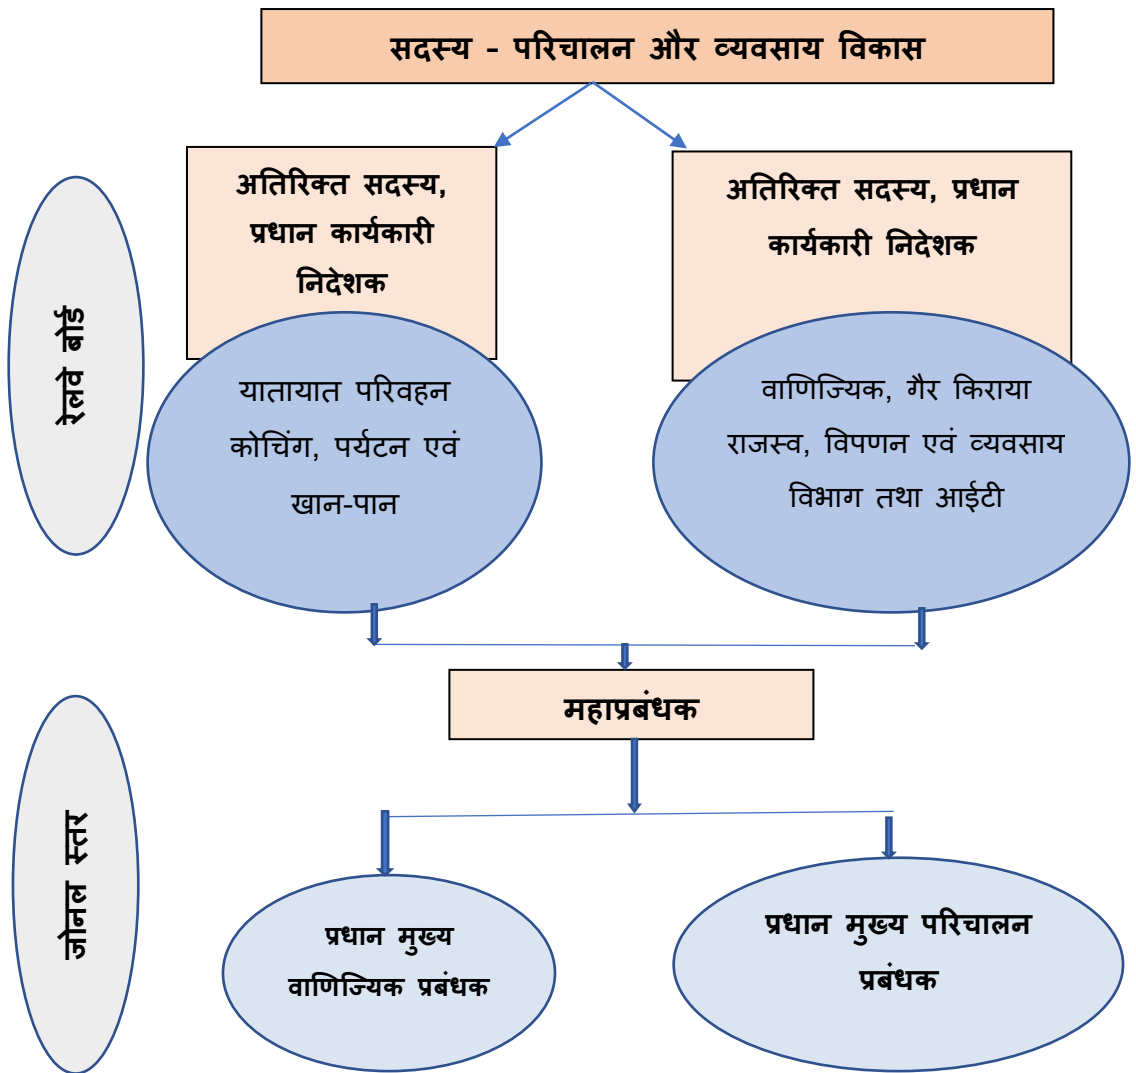 सदस्य – परिचालन और व्यवसाय विकास
अतिरिक्त सदस्य,
प्रधान कार्यकारी
निदेशक
अतिरिक्त सदस्य, प्रधान
कार्यकारी निदेशक
रेलवे बोर्ड
यातायात परिवहन
कोचिंग, पर्यटन एवं
खान-पान
वाणिज्यिक, गैर किराया
राजस्व, विपणन एवं व्यवसाय
विभाग तथा आईटी
महाप्रबंधक
जोनल स्तर
प्रधान मुख्य
वाणिज्यिक प्रबंधक
प्रधान मुख्य परिचालन
प्रबंधक